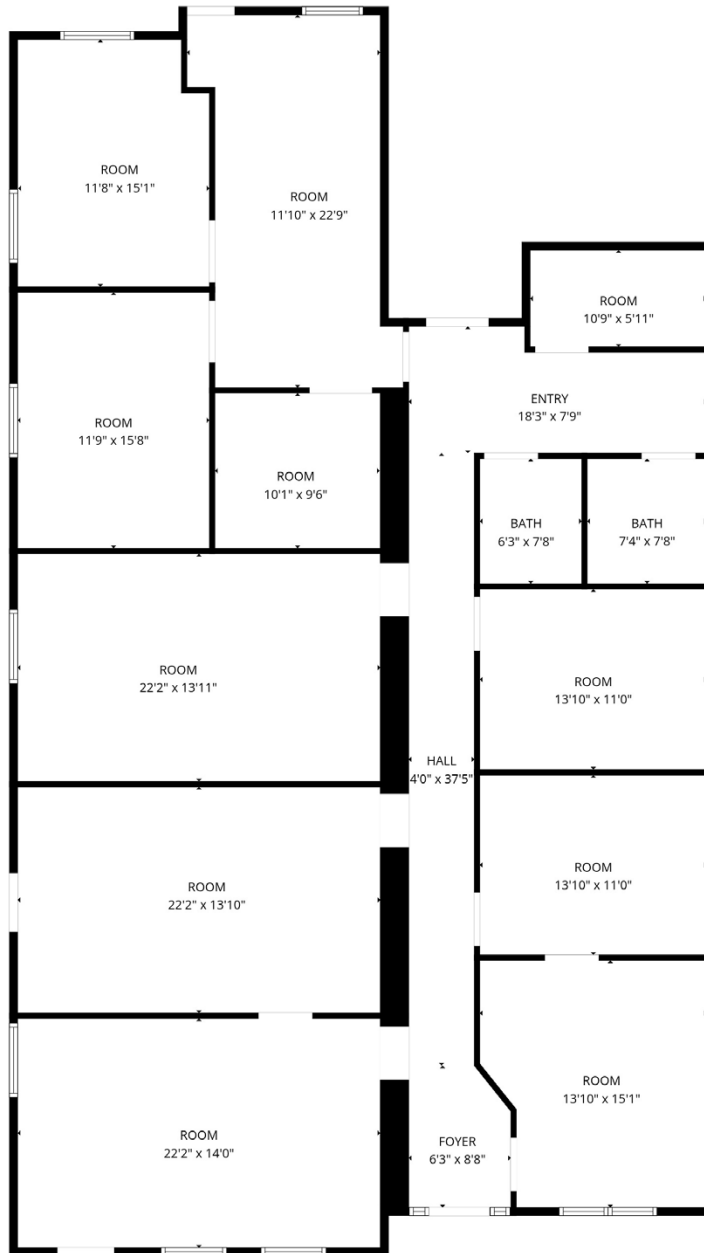 ROOM
11'8" x 15'1"
ROOM
11'10" x 22'9"
ROOM
10'9" x 5'11"
ENTRY
18'3" x 7'9"
ROOM
11'9" x 15'8"
ROOM
10'1" x 9'6"
BATH
6'3" x 7'8"
BATH
7'4" x 7'8"
ROOM
22'2" x 13'11"
ROOM
13'10" x 11'0"
HALL
4'0" x 37'5"
ROOM
22'2" x 13'10"
ROOM
13'10" x 11'0"
ROOM
13'10" x 15'1"
ROOM
22'2" x 14'0"
FOYER
6'3" x 8'8"